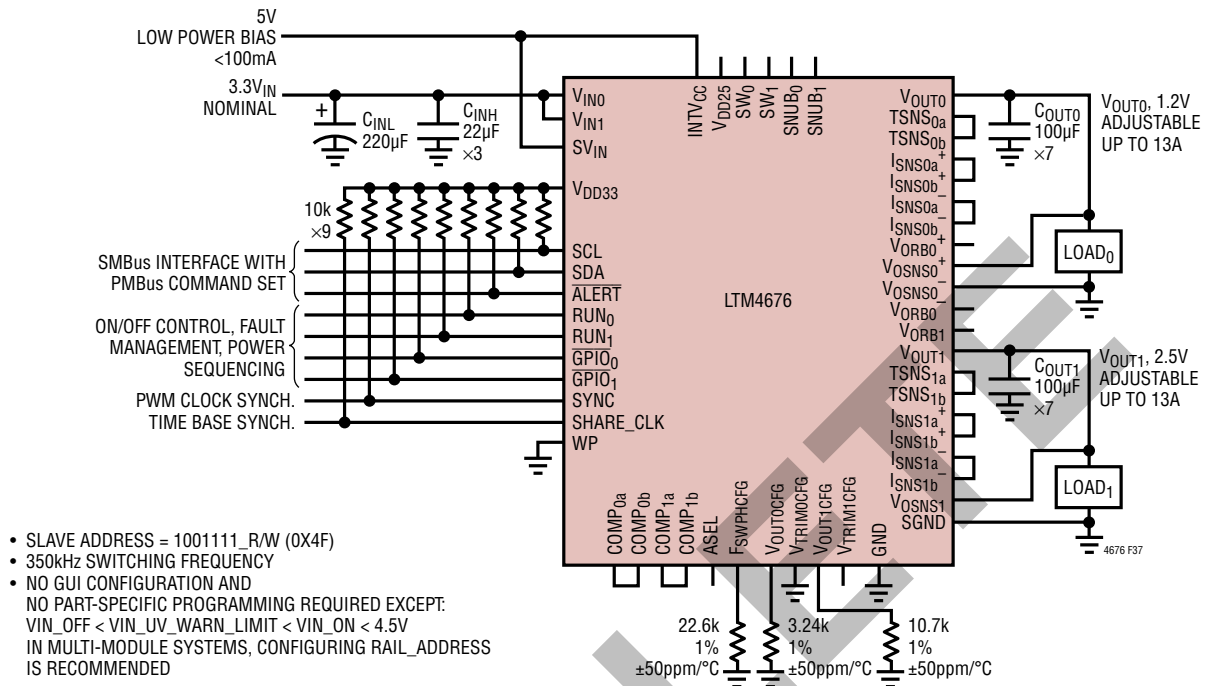 5V
LOW POWER BIAS
<100mA
3.3VIN
NOMINAL
+
CINL
220µF
CINH
22µF
×3
10k
×9
SMBus INTERFACE WITH
PMBus COMMAND SET
ON/OFF CONTROL, FAULT
MANAGEMENT, POWER
SEQUENCING
PWM CLOCK SYNCH.
TIME BASE SYNCH.
VIN0
VIN1
SVIN
VDD33
SCL
SDA
ALERT
RUN0
RUN1
GPIO0
GPIO1
SYNC
SHARE_CLK
WP
INTVCC
VDD25
SW0
SW1
SNUB0
SNUB1
LTM4676
VOUT0
TSNS0a
TSNS0b
ISNS0a+
ISNS0b+
ISNS0a–
ISNS0b–
VORB0+
VOSNS0+
VOSNS0–
VORB0–
VORB1
VOUT1
TSNS1a
TSNS1b
ISNS1a+
ISNS1b+
ISNS1a–
ISNS1b–
VOSNS1
SGND
COMP0a
COMP0b
COMP1a
COMP1b
ASEL
FSWPHCFG
VOUT0CFG
VTRIM0CFG
VOUT1CFG
VTRIM1CFG
GND
COUT0
100µF
×7
VOUT0, 1.2V
ADJUSTABLE
UP TO 13A
LOAD0
COUT1
100µF
×7
VOUT1, 2.5V
ADJUSTABLE
UP TO 13A
LOAD1
4676 F37
22.6k
1%
±50ppm/°C
3.24k
1%
±50ppm/°C
10.7k
1%
±50ppm/°C
• SLAVE ADDRESS = 1001111_R/W (0X4F)
• 350kHz SWITCHING FREQUENCY
• NO GUI CONFIGURATION AND
NO PART-SPECIFIC PROGRAMMING REQUIRED EXCEPT:
VIN_OFF < VIN_UV_WARN_LIMIT < VIN_ON < 4.5V
IN MULTI-MODULE SYSTEMS, CONFIGURING RAIL_ADDRESS
IS RECOMMENDED